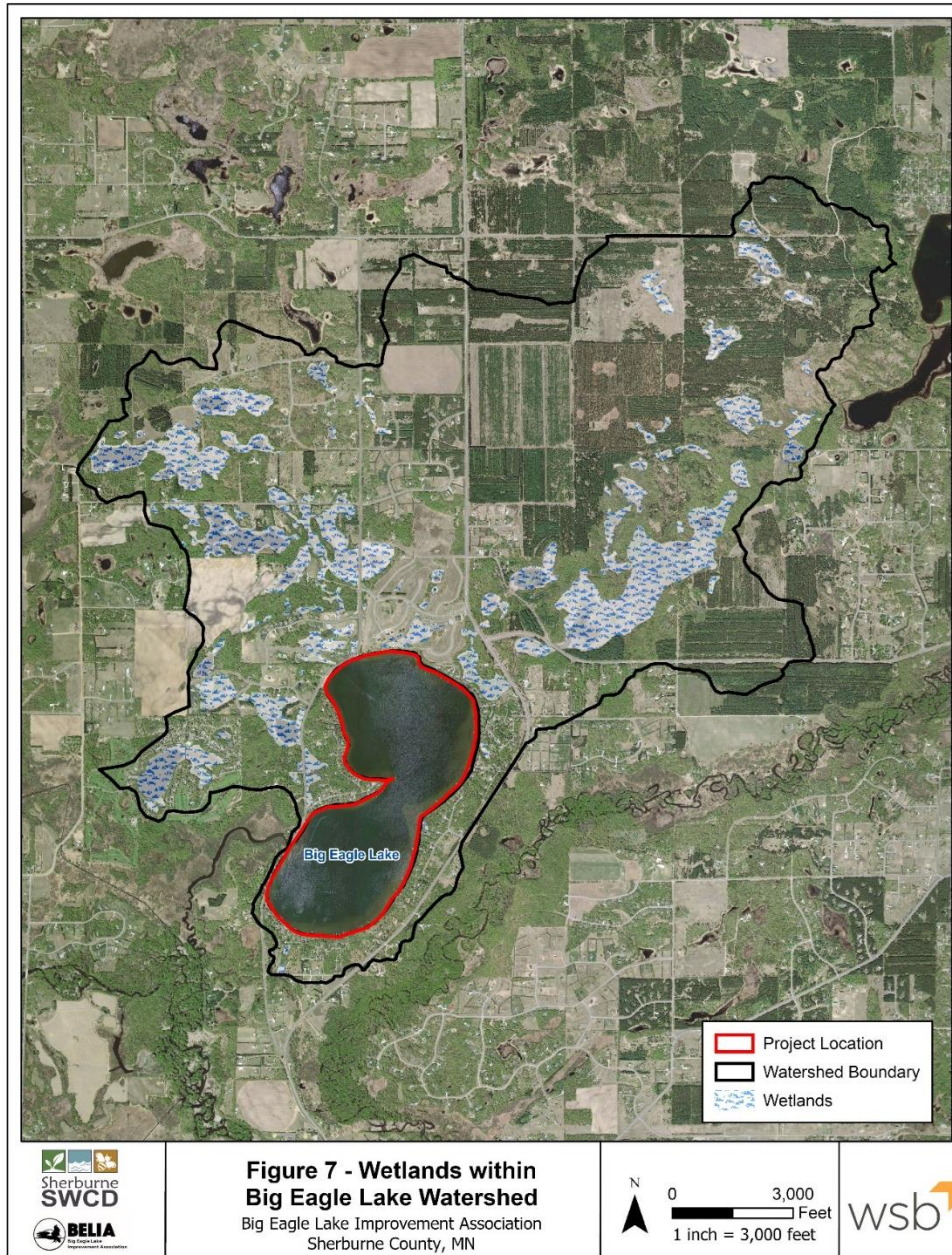 Big Eagle Lake
Project Location
Watershed Boundary
Wetlands
Sherburne
SWCD
BELIA
Big Eagle Lake
Improvement Association
Figure 7 - Wetlands within
Big Eagle Lake Watershed
Big Eagle Lake Improvement Association
Sherburne County, MN
N
0 3,000
Feet
1 inch = 3,000 feet
wsb